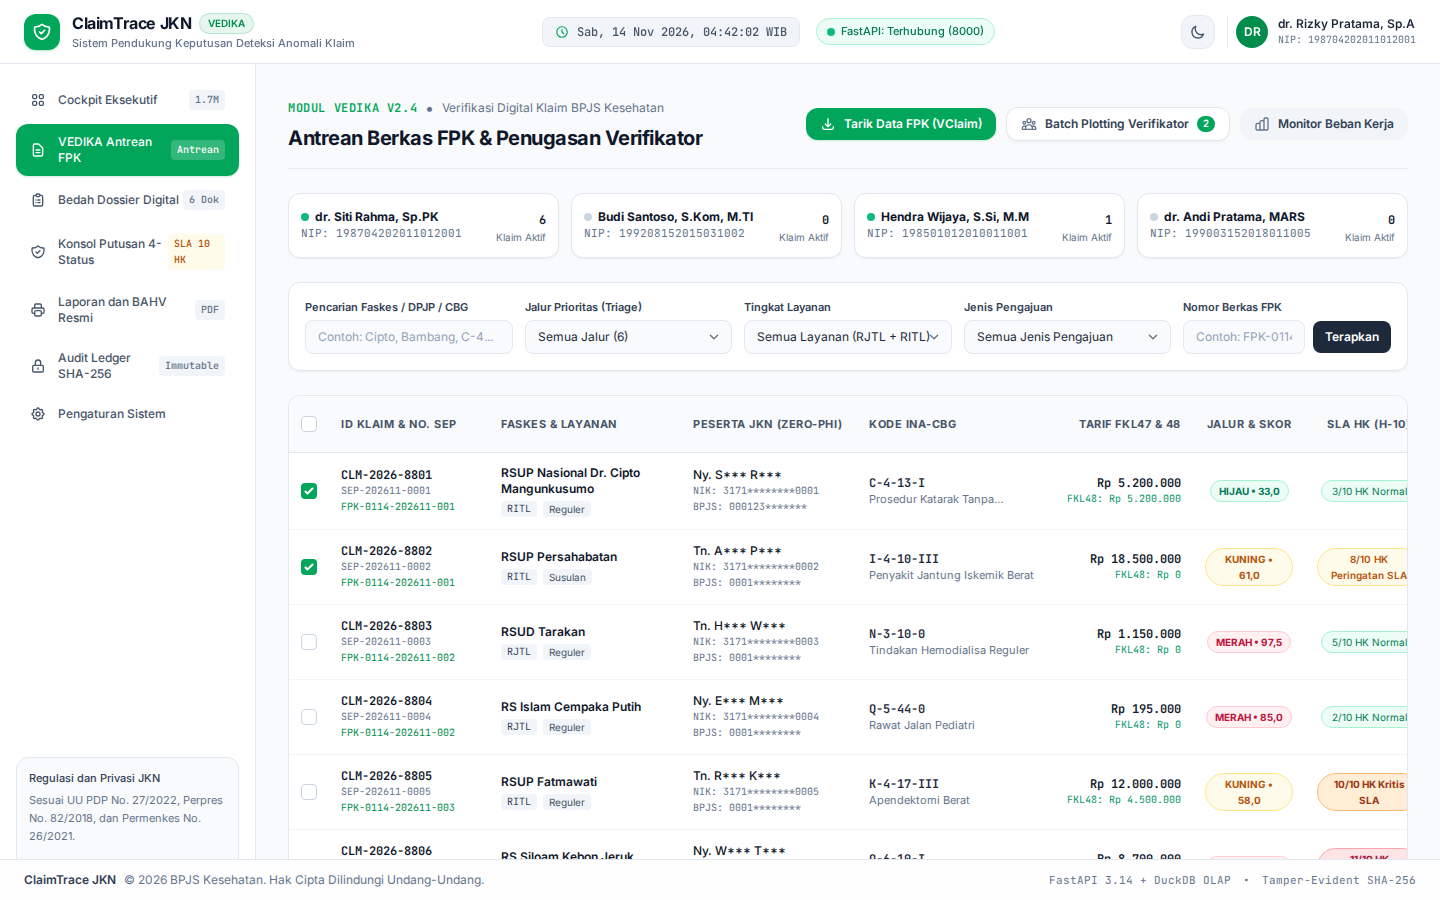 ClaimTrace JKN VEDIKA
Sistem Pendukung Keputusan Deteksi Anomali Klaim
Sab, 14 Nov 2026, 04:42:02 WIB
FastAPI: Terhubung (8000)
DR
dr. Rizky Pratama, Sp.A
NIP: 198704202011012001
Cockpit Eksekutif 1.7M
VEDIKA Antrean FPK Antrean
Bedah Dossier Digital 6 Dok
Konsol Putusan 4-Status SLA 10 HK
Laporan dan BAHV Resmi PDF
Audit Ledger SHA-256 Immutable
Pengaturan Sistem
Regulasi dan Privasi JKN
Sesuai UU PDP No. 27/2022, Perpres
No. 82/2018, dan Permenkes No.
26/2021.
MODUL VEDIKA V2.4 • Verifikasi Digital Klaim BPJS Kesehatan
Antrean Berkas FPK & Penugasan Verifikator
Tarik Data FPK (VClaim)
Batch Plotting Verifikator 2
Monitor Beban Kerja
dr. Siti Rahma, Sp.PK
NIP: 198704202011012001
6
Klaim Aktif
Budi Santoso, S.Kom, M.TI
NIP: 199208152015031002
0
Klaim Aktif
Hendra Wijaya, S.Si, M.M
NIP: 198501012010011001
1
Klaim Aktif
dr. Andi Pratama, MARS
NIP: 199003152018011005
0
Klaim Aktif
Pencarian Faskes / DPJP / CBG
Contoh: Cipto, Bambang, C-4...
Jalur Prioritas (Triage)
Semua Jalur (6)
Tingkat Layanan
Semua Layanan (RJTL + RITL)
Jenis Pengajuan
Semua Jenis Pengajuan
Nomor Berkas FPK
Contoh: FPK-0114
Terapkan
ID KLAIM & NO. SEP FASKES & LAYANAN PESERTA JKN (ZERO-PHI) KODE INA-CBG TARIF FKL47 & 48 JALUR & SKOR SLA HK (H-10)
CLM-2026-8801
SEP-202611-0001
FPK-0114-202611-001
RSUP Nasional Dr. Cipto
Mangunkusumo
RITL Reguler
Ny. S*** R***
NIK: 3171********0001
BPJS: 000123*******
C-4-13-I
Prosedur Katarak Tanpa...
Rp 5.200.000
FKL48: Rp 5.200.000
HIJAU • 33,0
3/10 HK Normal
CLM-2026-8802
SEP-202611-0002
FPK-0114-202611-001
RSUP Persahabatan
RITL Susulan
Tn. A*** P***
NIK: 3171********0002
BPJS: 0001********
I-4-10-III
Penyakit Jantung Iskemik Berat
Rp 18.500.000
FKL48: Rp 0
KUNING •
61,0
8/10 HK
Peringatan SLA
CLM-2026-8803
SEP-202611-0003
FPK-0114-202611-002
RSUD Tarakan
RJTL Reguler
Tn. H*** W***
NIK: 3171********0003
BPJS: 0001********
N-3-10-0
Tindakan Hemodialisa Reguler
Rp 1.150.000
FKL48: Rp 0
MERAH • 97,5
5/10 HK Normal
CLM-2026-8804
SEP-202611-0004
FPK-0114-202611-002
RS Islam Cempaka Putih
RJTL Reguler
Ny. E*** M***
NIK: 3171********0004
BPJS: 0001********
Q-5-44-0
Rawat Jalan Pediatri
Rp 195.000
FKL48: Rp 0
MERAH • 85,0
2/10 HK Normal
CLM-2026-8805
SEP-202611-0005
FPK-0114-202611-003
RSUP Fatmawati
RITL Reguler
Tn. R*** K***
NIK: 3171********0005
BPJS: 0001********
K-4-17-III
Apendektomi Berat
Rp 12.000.000
FKL48: Rp 4.500.000
KUNING •
58,0
10/10 HK Kritis
SLA
CLM-2026-8806
RS Siloam Kebon Jeruk
Ny. W*** T***
O-6-10-I
Rp 8.700.000
11/10 HK
ClaimTrace JKN © 2026 BPJS Kesehatan. Hak Cipta Dilindungi Undang-Undang.
FastAPI 3.14 + DuckDB OLAP • Tamper-Evident SHA-256